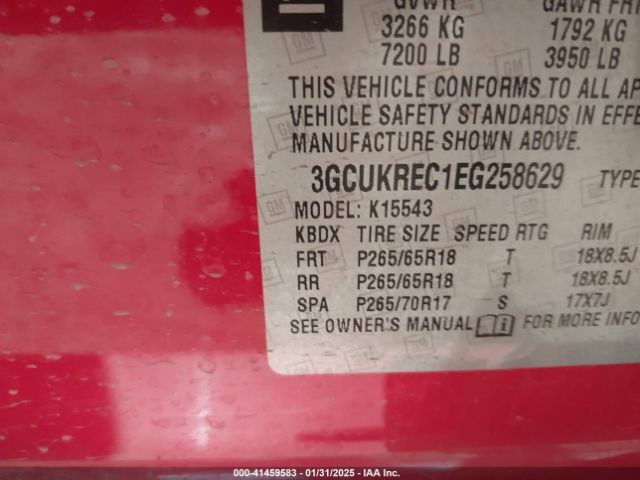 GVWR GAWR FRT
3266 KG 1792 KG
7200 LB 3950 LB
THIS VEHICLE CONFORMS TO ALL AP
VEHICLE SAFETY STANDARDS IN EFFE
MANUFACTURE SHOWN ABOVE.
3GCUKREC1EG258629 TYPE
MODEL: K15543
KBDX TIRE SIZE SPEED RTG RIM
FRT P265/65R18 T 18X8.5J
RR P265/65R18 T 18X8.5J
SPA P265/70R17 S 17X7J
SEE OWNER'S MANUAL i FOR MORE INFO
000-41459583 - 01/31/2025 - IAA Inc.